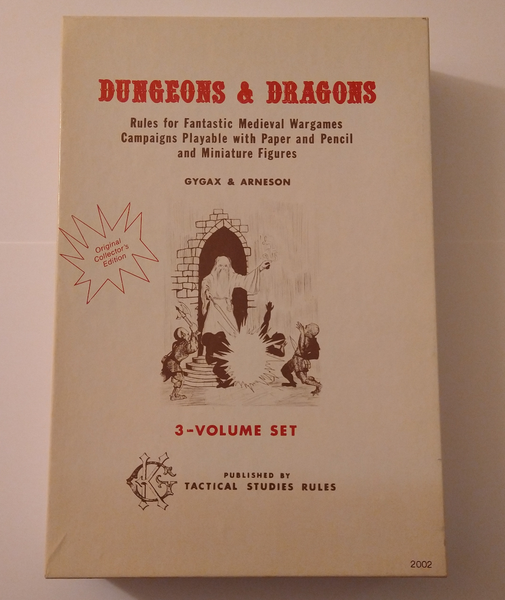 DUNGEONS & DRAGONS
Rules for Fantastic Medieval Wargames
Campaigns Playable with Paper and Pencil
and Miniature Figures
GYGAX & ARNESON
Original
Collector's
Edition
3-VOLUME SET
PUBLISHED BY
TACTICAL STUDIES RULES
2002